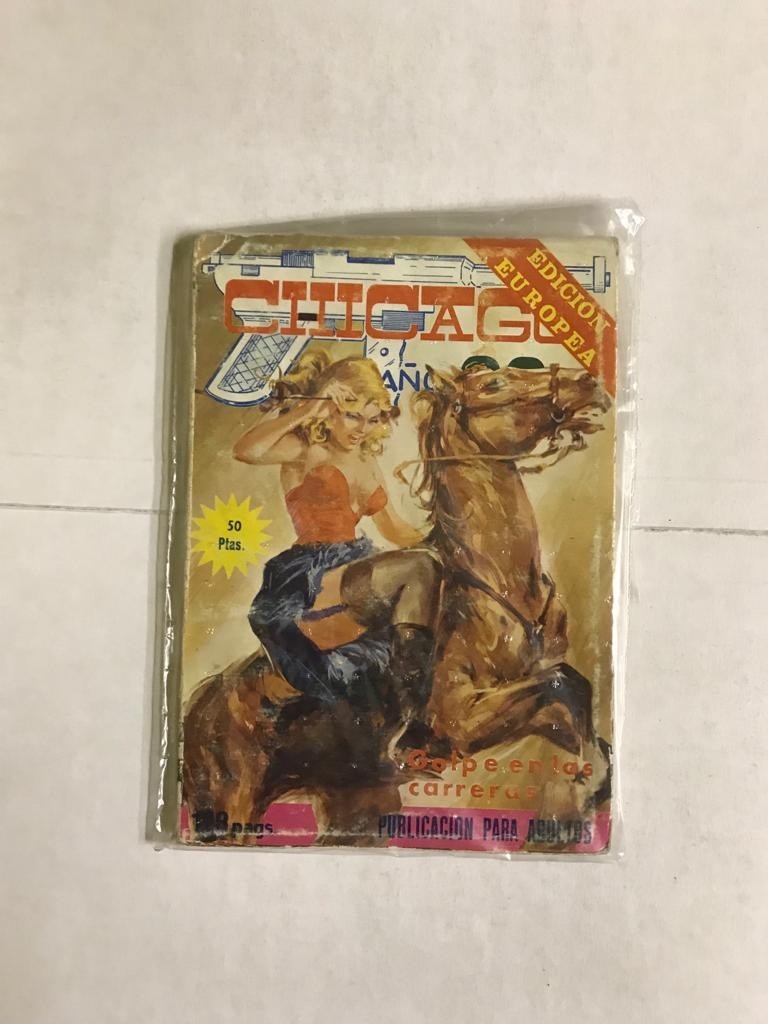 EDICION
EUROPEA
CHICAGO
AÑO
50
Ptas.
Golpe en las
carreras
pags.
PUBLICACION PARA ADULTOS